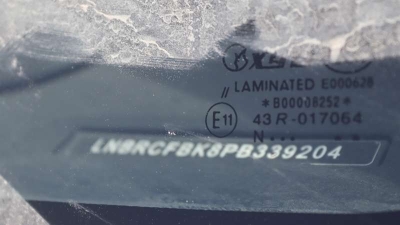 LAMINATED E000628
*B00008252*
E11 43R-017064
LNBRCFBK8PB339204